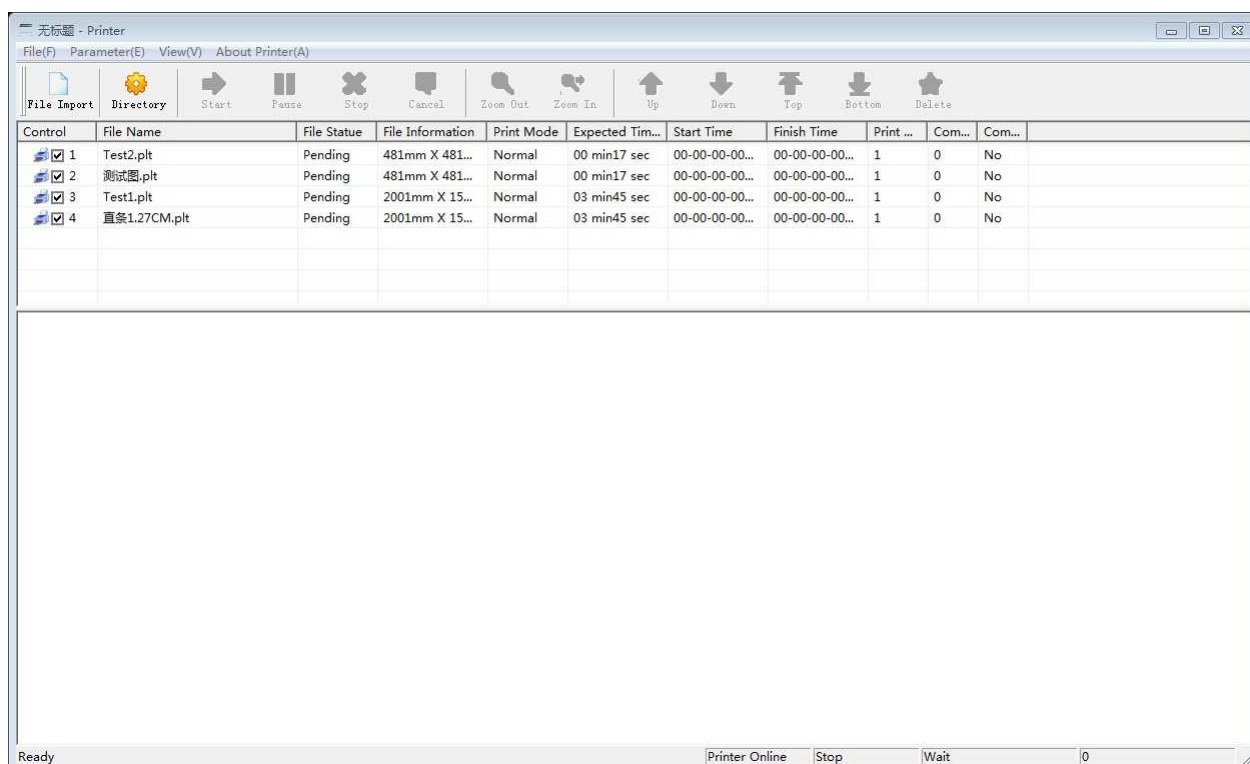 无标题 - Printer
File(F) Parameter(E) View(V) About Printer(A)
File Import Directory Start Pause Stop Cancel Zoom Out Zoom In Up Down Top Bottom Delete
Control File Name File Statue File Information Print Mode Expected Tim... Start Time Finish Time Print ... Com... Com...
1 Test2.plt Pending 481mm X 481... Normal 00 min17 sec 00-00-00-00... 00-00-00-00... 1 0 No
2 测试图.plt Pending 481mm X 481... Normal 00 min17 sec 00-00-00-00... 00-00-00-00... 1 0 No
3 Test1.plt Pending 2001mm X 15... Normal 03 min45 sec 00-00-00-00... 00-00-00-00... 1 0 No
4 直条1.27CM.plt Pending 2001mm X 15... Normal 03 min45 sec 00-00-00-00... 00-00-00-00... 1 0 No
Ready Printer Online Stop Wait 0